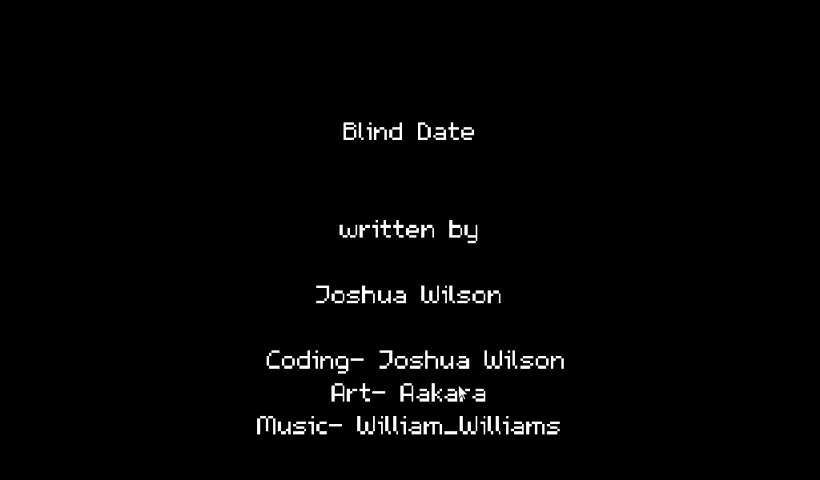 Blind Date
written by
Joshua Wilson
Coding- Joshua Wilson
Art- Aakara
Music- William_Williams